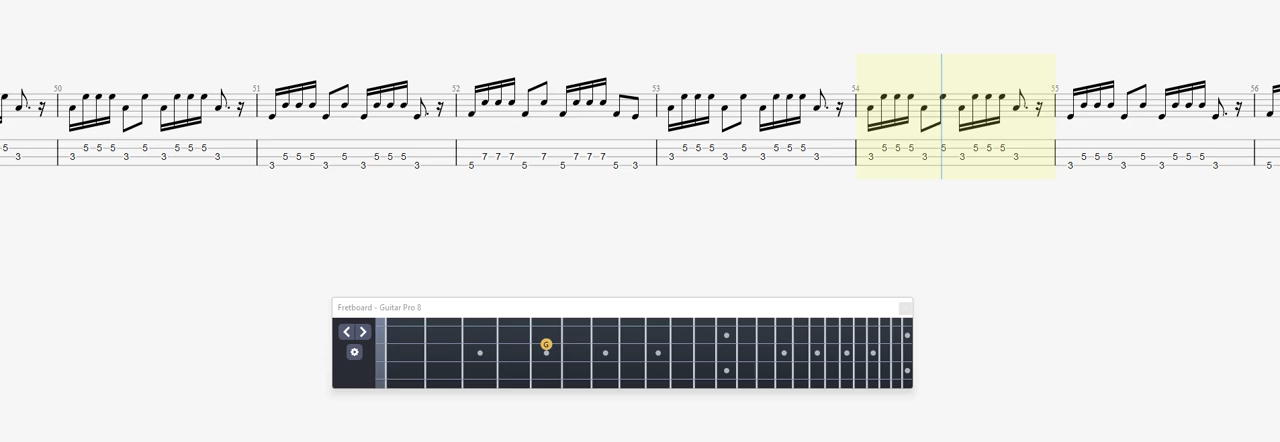 50 51 52 53 54 55 56
5 5 5 5 5 5 5 5 5 5 5 5 5 5 5 5 5 5 5 5 5 5
3 3 3 3 3 5 5 5 5 5 5 5 7 7 7 7 7 7 7 3 3 3 3 3 3 3 3 5 5 5 5 5 5 5
3 3 3 3 5 5 5 5 3 3 3 3 3 5
Fretboard - Guitar Pro 8
G